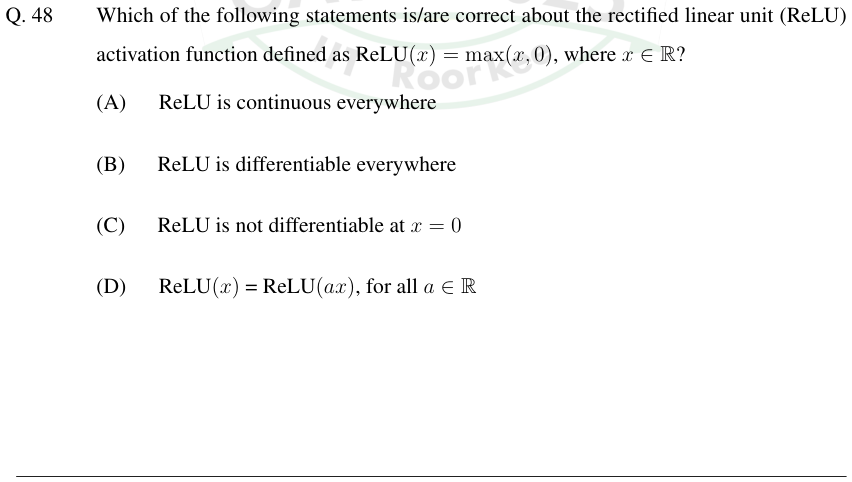 Q. 48 Which of the following statements is/are correct about the rectified linear unit (ReLU)
activation function defined as ReLU(x) = max(x, 0), where x ∈ ℝ?
(A) ReLU is continuous everywhere
(B) ReLU is differentiable everywhere
(C) ReLU is not differentiable at x = 0
(D) ReLU(x) = ReLU(ax), for all a ∈ ℝ
IIT Roorkee